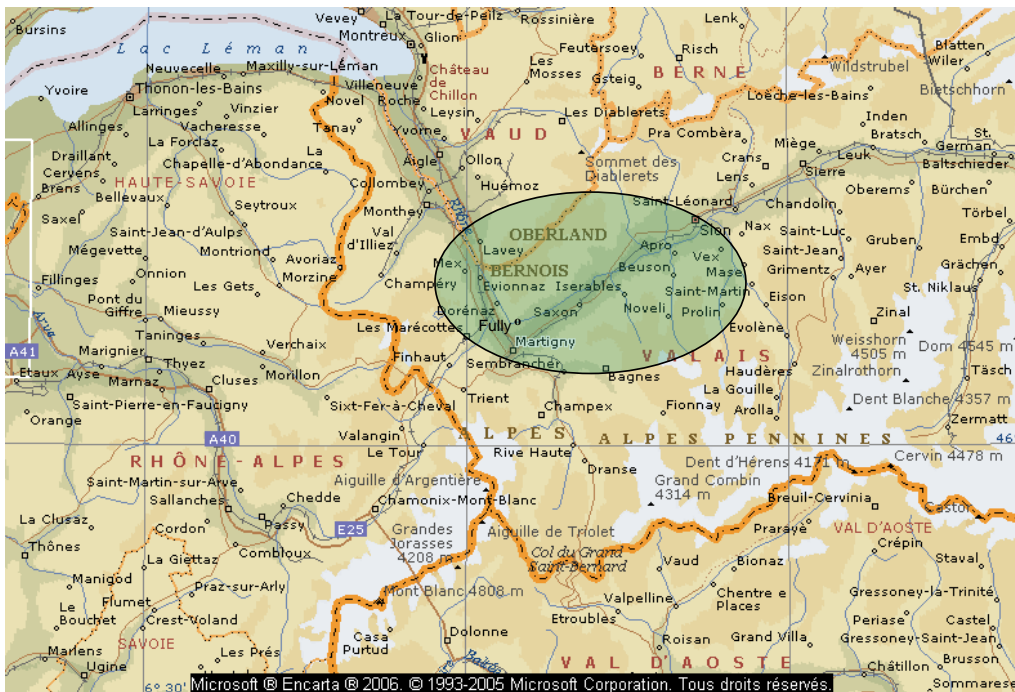 Bursins
Vevey
La Tour-de-Peilz
Rossinière
Lenk
Blatten
Montreux
Glion
Lac Léman
Feutersoey
Risch
Wiler
Neuvecelle
Maxilly-sur-Léman
Château
de
Chillon
Les
Mosses
Gsteig
BERNE
Wildstrubel
Bietschhorn
Yvoire
Thonon-les-Bains
Villeneuve
Novel
Roche
Loèche-les-Bains
Larringes
Vinzier
Leysin
Les Diablerets
Inden
Allinges
Vacheresse
Tanay
Yvorne
VAUD
Pra Combèra
Bratsch
St.
German
La Forclaz
Miège
Draillant
Chapelle-d'Abondance
La
Aigle
Ollon
Sommet des
Diablerets
Crans
Leuk
Baltschieder
Cervens
Brens
HAUTE-SAVOIE
Collombey
Huémoz
Lens
Sierre
Oberems
Bürchen
Bellevaux
Seytroux
Monthey
Rhône
Saint-Léonard
Chandolin
Saxel
Törbel
Saint-Jean-d'Aulps
Val
d'Illiez
OBERLAND
Sion
Nax
Saint-Luc
Mégevette
Montriond
Avoriaz
Lavey
Apro
Saint-Jean
Gruben
Embd
Onnion
Morzine
Mex
BERNOIS
Beuson
Vex
Mase
Grimentz
Ayer
Grächen
Fillinges
Les Gets
Champéry
Evionnaz
Iserables
Saint-Martin
Eison
St. Niklaus
Pont du
Giffre
Mieussy
Dorénaz
Saxon
Noveli
Prolin
Zinal
Arva
Les Marécottes
Fully
Evolène
Weisshorn
4505 m
Dom 4545 m
Taninges
Verchaix
Martigny
A41
Marignier
Thyez
Finhaut
Sembrancher
VALAIS
Haudères
Zinalrothorn
Etaux
Ayse
Marnaz
Cluses
Morillon
Bagnes
La Gouille
Täsch
Saint-Pierre-en-Faucigny
Sixt-Fer-à-Cheval
Trient
Champex
Fionnay
Arolla
Dent Blanche 4357 m
Orange
Zermatt
A40
Valangin
ALPES
ALPES PENNINES
46°
Le Tour
Rive Haute
Cervin 4478 m
RHÔNE-ALPES
Dranse
Dent d'Hérens 4171 m
Saint-Martin-sur-Arve
Aiguille d'Argentière
Grand Combin
4314 m
Sallanches
Chedde
Chamonix-Mont-Blanc
Breuil-Cervinia
Castor
La Clusaz
Cordon
Passy
E25
Grandes
Jorasses
4208 m
Aiguille de Triolet
Praraye
VAL D'AOSTE
Thônes
Combloux
Col du Grand
Saint-Bernard
Crépin
La Giettaz
Vaud
Bionaz
Staval
Manigod
Praz-sur-Arly
Mont Blanc 4808 m
Chentre e
Places
Gressoney-la-Trinité
Le
Bouchet
Flumet
Valpelline
Crest-Voland
Etroubles
Periase
Castel
SAVOIE
Casa
Purtud
Dolonne
Roisan
Grand Villa
Gressoney-Saint-Jean
Marlens
Les Prés
Brusson
Ugine
VAL D'AOSTE
Châtillon
6° 30'
Microsoft ® Encarta ® 2006. © 1993-2005 Microsoft Corporation. Tous droits réservés.
Sommarese